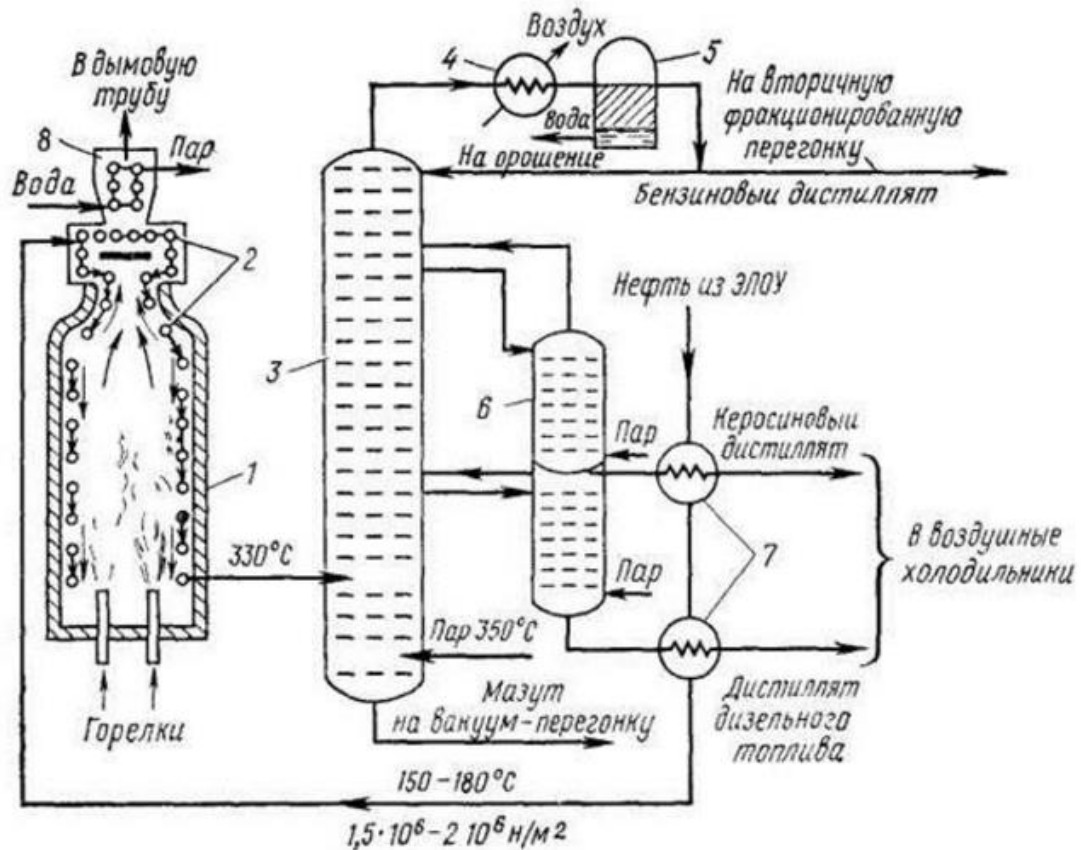 Воздух
4
5
В дымовую
трубу
На вторичную
фракционированную
перегонку
8
Пар
Вода
На орошение
Вода
Бензиновый дистиллят
2
Нефть из ЭЛОУ
3
6
Керосиновый
дистиллят
Пар
1
7
В воздушные
холодильники
330°С
Пар
Пар 350°С
Мазут
на вакуум-перегонку
Дистиллят
дизельного
топлива
Горелки
150-180°С
1,5·10⁶-2 10⁶ н/м²